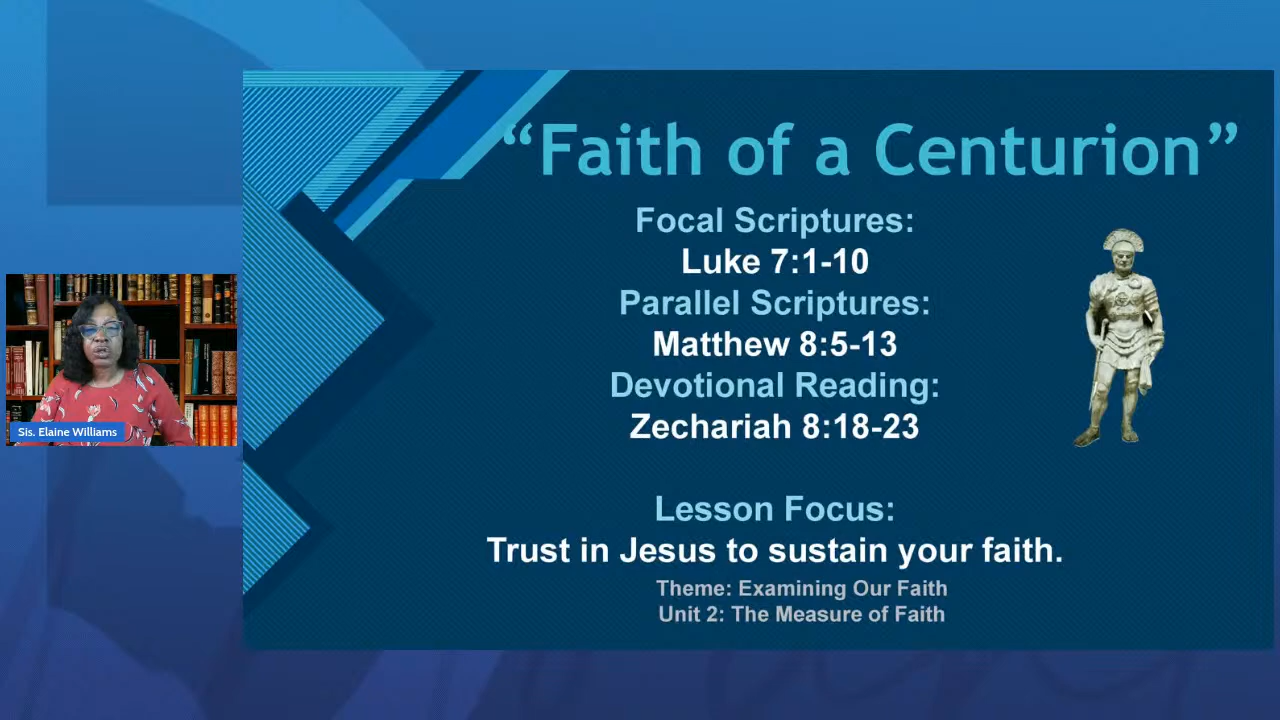 “Faith of a Centurion”
Focal Scriptures:
Luke 7:1-10
Parallel Scriptures:
Matthew 8:5-13
Devotional Reading:
Zechariah 8:18-23
Lesson Focus:
Trust in Jesus to sustain your faith.
Theme: Examining Our Faith
Unit 2: The Measure of Faith
Sis. Elaine Williams